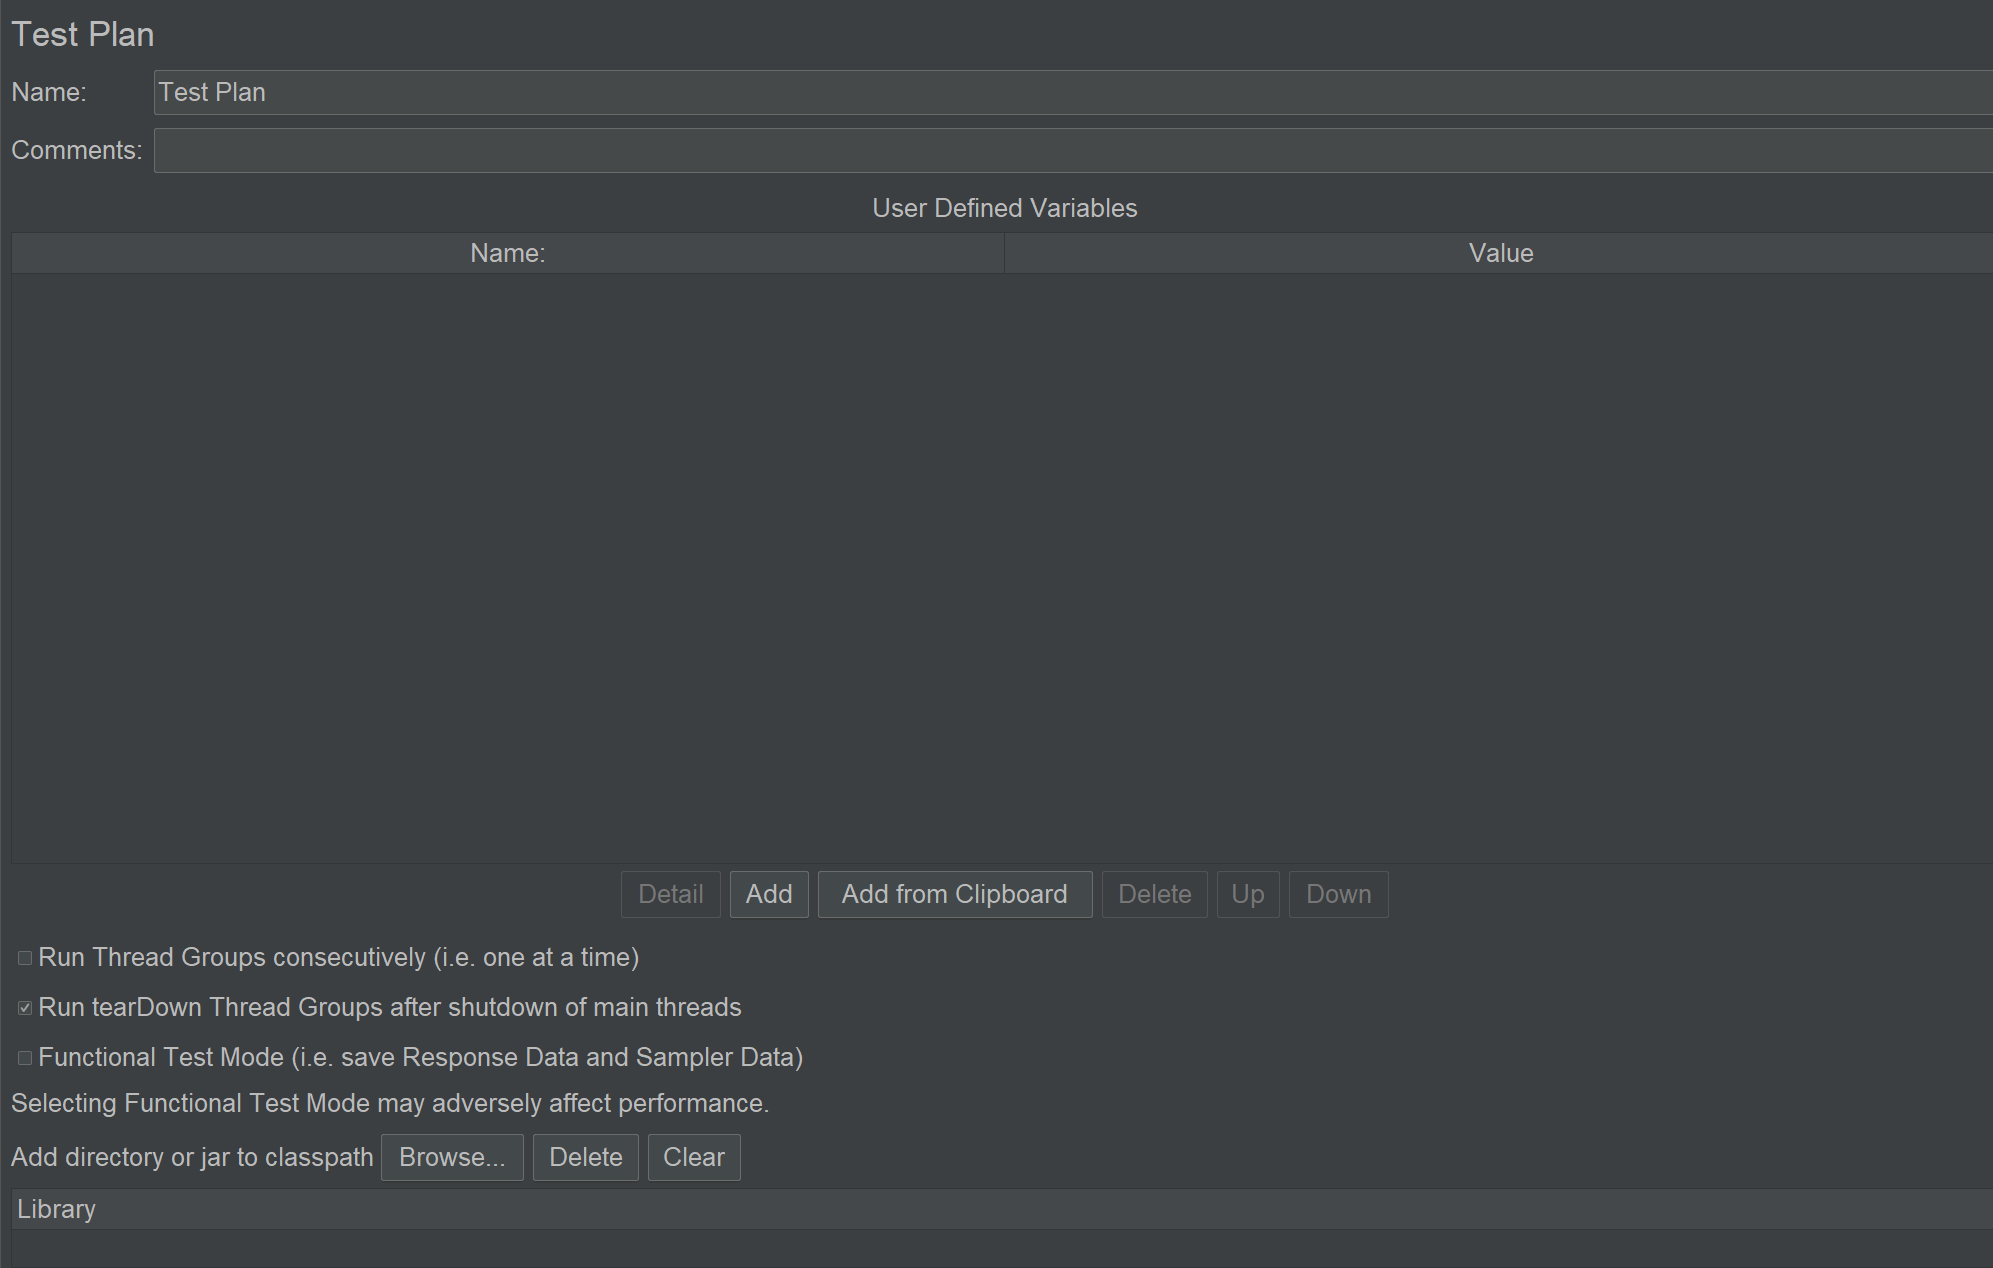 Test Plan
Name: Test Plan
Comments:
User Defined Variables
Name: Value
Detail Add Add from Clipboard Delete Up Down
Run Thread Groups consecutively (i.e. one at a time)
Run tearDown Thread Groups after shutdown of main threads
Functional Test Mode (i.e. save Response Data and Sampler Data)
Selecting Functional Test Mode may adversely affect performance.
Add directory or jar to classpath Browse... Delete Clear
Library